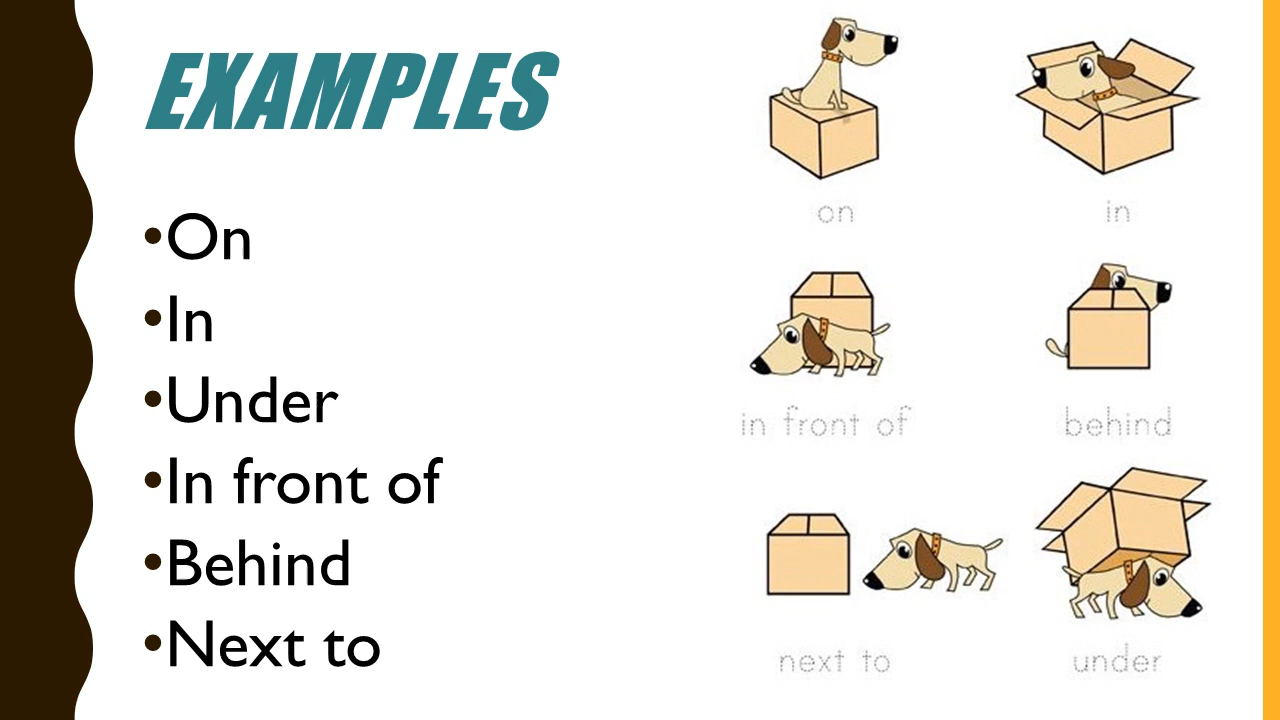 EXAMPLES
•On
•In
•Under
•In front of
•Behind
•Next to
on
in
in front of
behind
next to
under